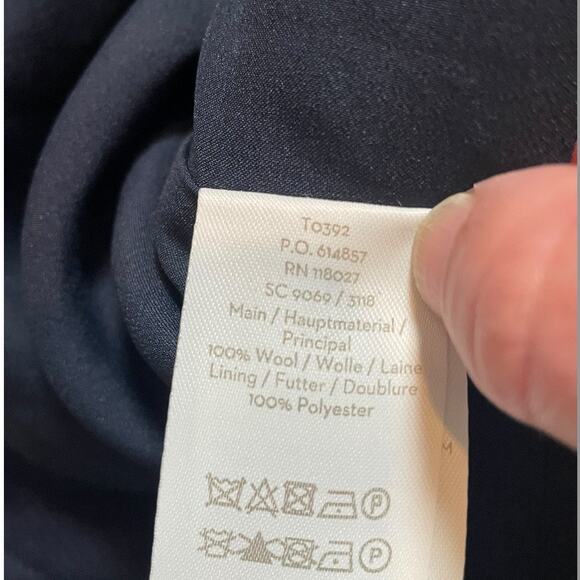 T0392
P.O. 614857
RN 118027
SC 9069 / 3118
Main / Hauptmaterial /
Principal
100% Wool / Wolle / Laine
Lining / Futter / Doublure
100% Polyester
M
P
P